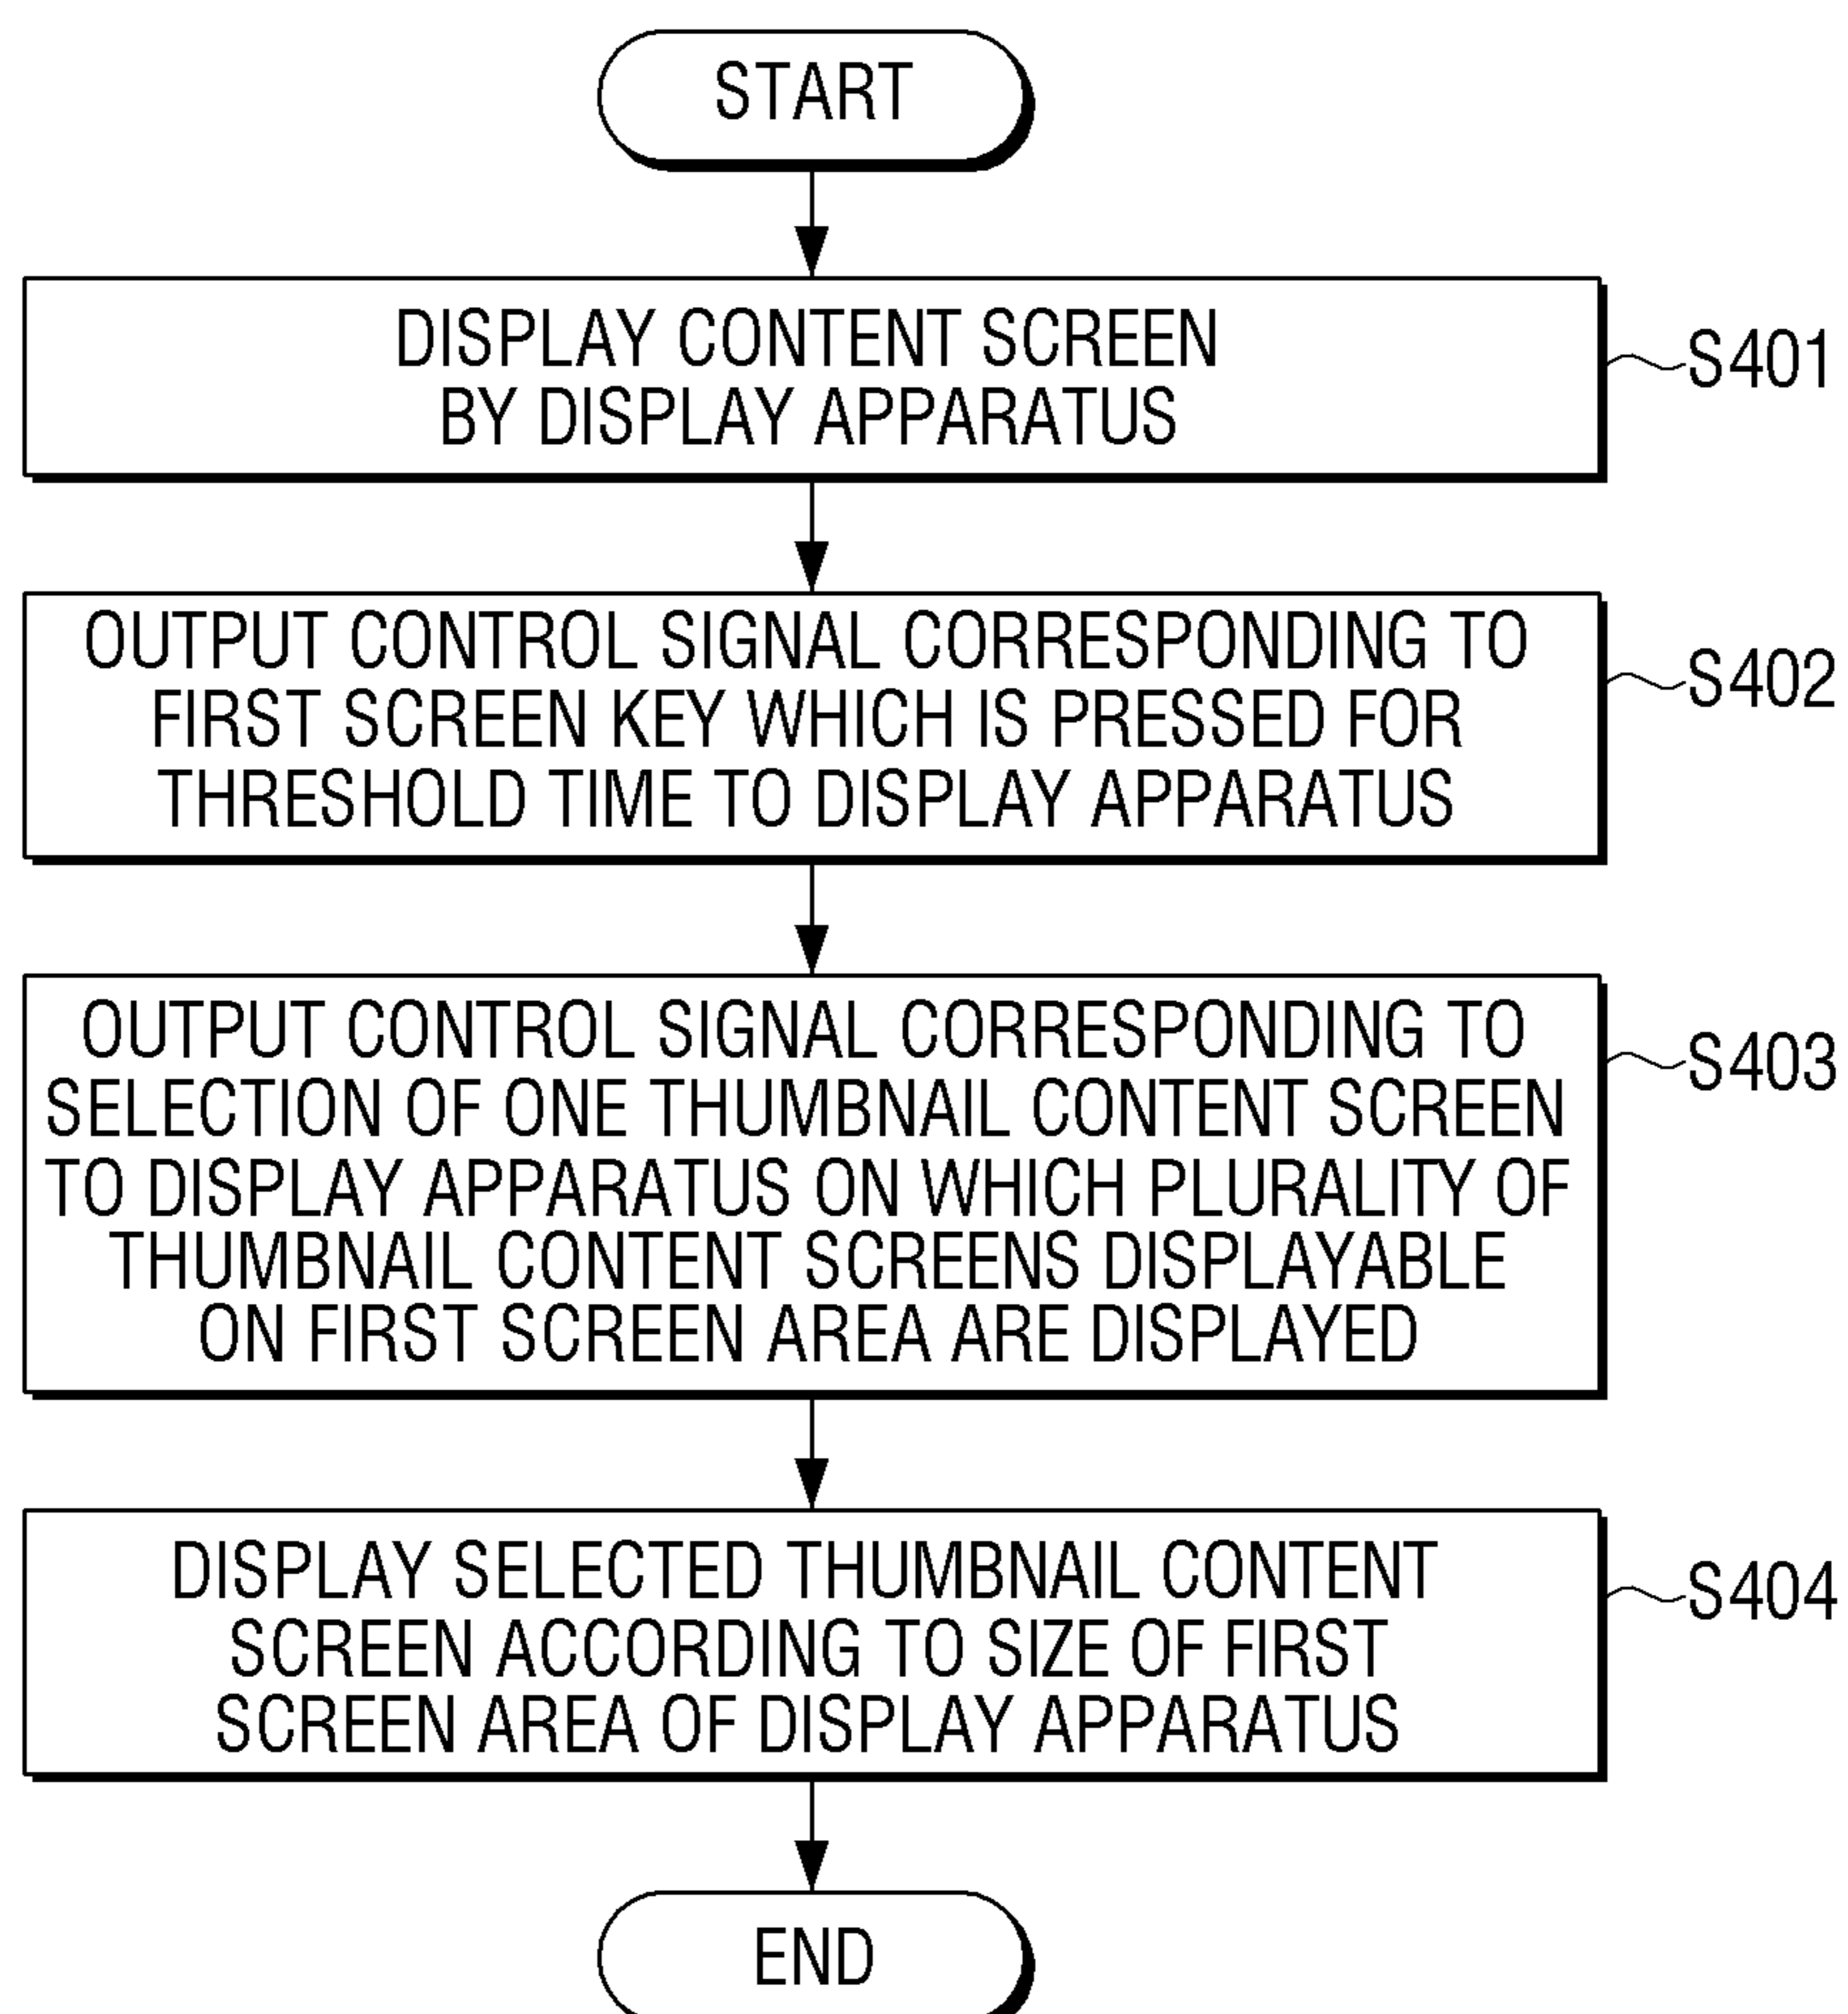 START
DISPLAY CONTENT SCREEN
BY DISPLAY APPARATUS
S401
OUTPUT CONTROL SIGNAL CORRESPONDING TO
FIRST SCREEN KEY WHICH IS PRESSED FOR
THRESHOLD TIME TO DISPLAY APPARATUS
S402
OUTPUT CONTROL SIGNAL CORRESPONDING TO
SELECTION OF ONE THUMBNAIL CONTENT SCREEN
TO DISPLAY APPARATUS ON WHICH PLURALITY OF
THUMBNAIL CONTENT SCREENS DISPLAYABLE
ON FIRST SCREEN AREA ARE DISPLAYED
S403
DISPLAY SELECTED THUMBNAIL CONTENT
SCREEN ACCORDING TO SIZE OF FIRST
SCREEN AREA OF DISPLAY APPARATUS
S404
END